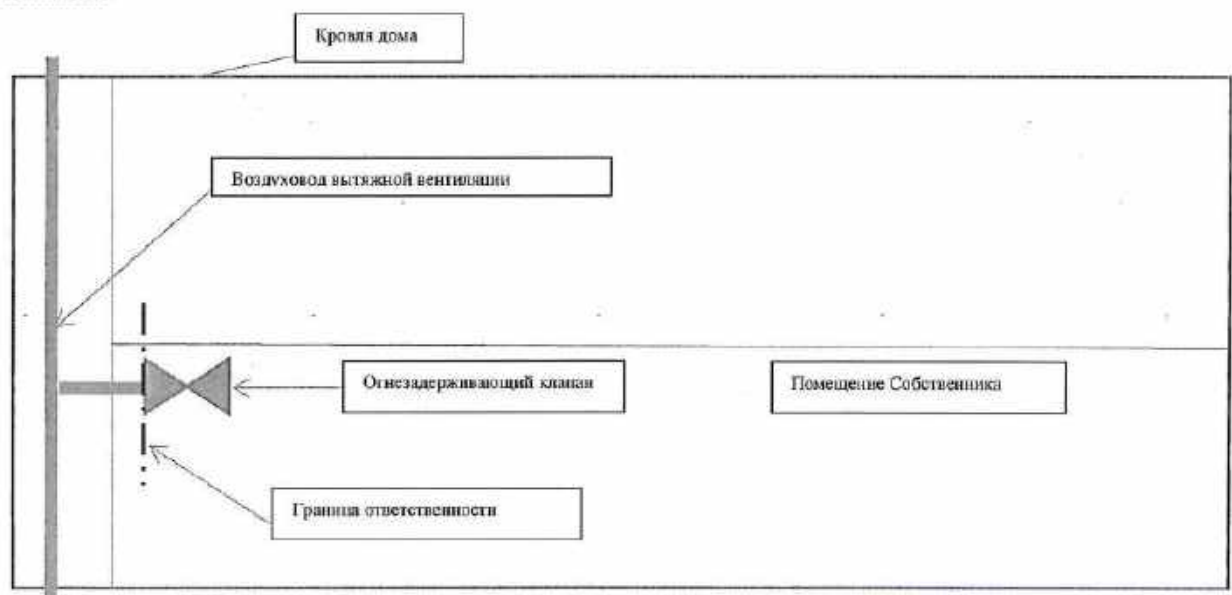 Кровля дома
Воздуховод вытяжной вентиляции
Огнезадерживающий клапан
Помещение Собственника
Граница ответственности